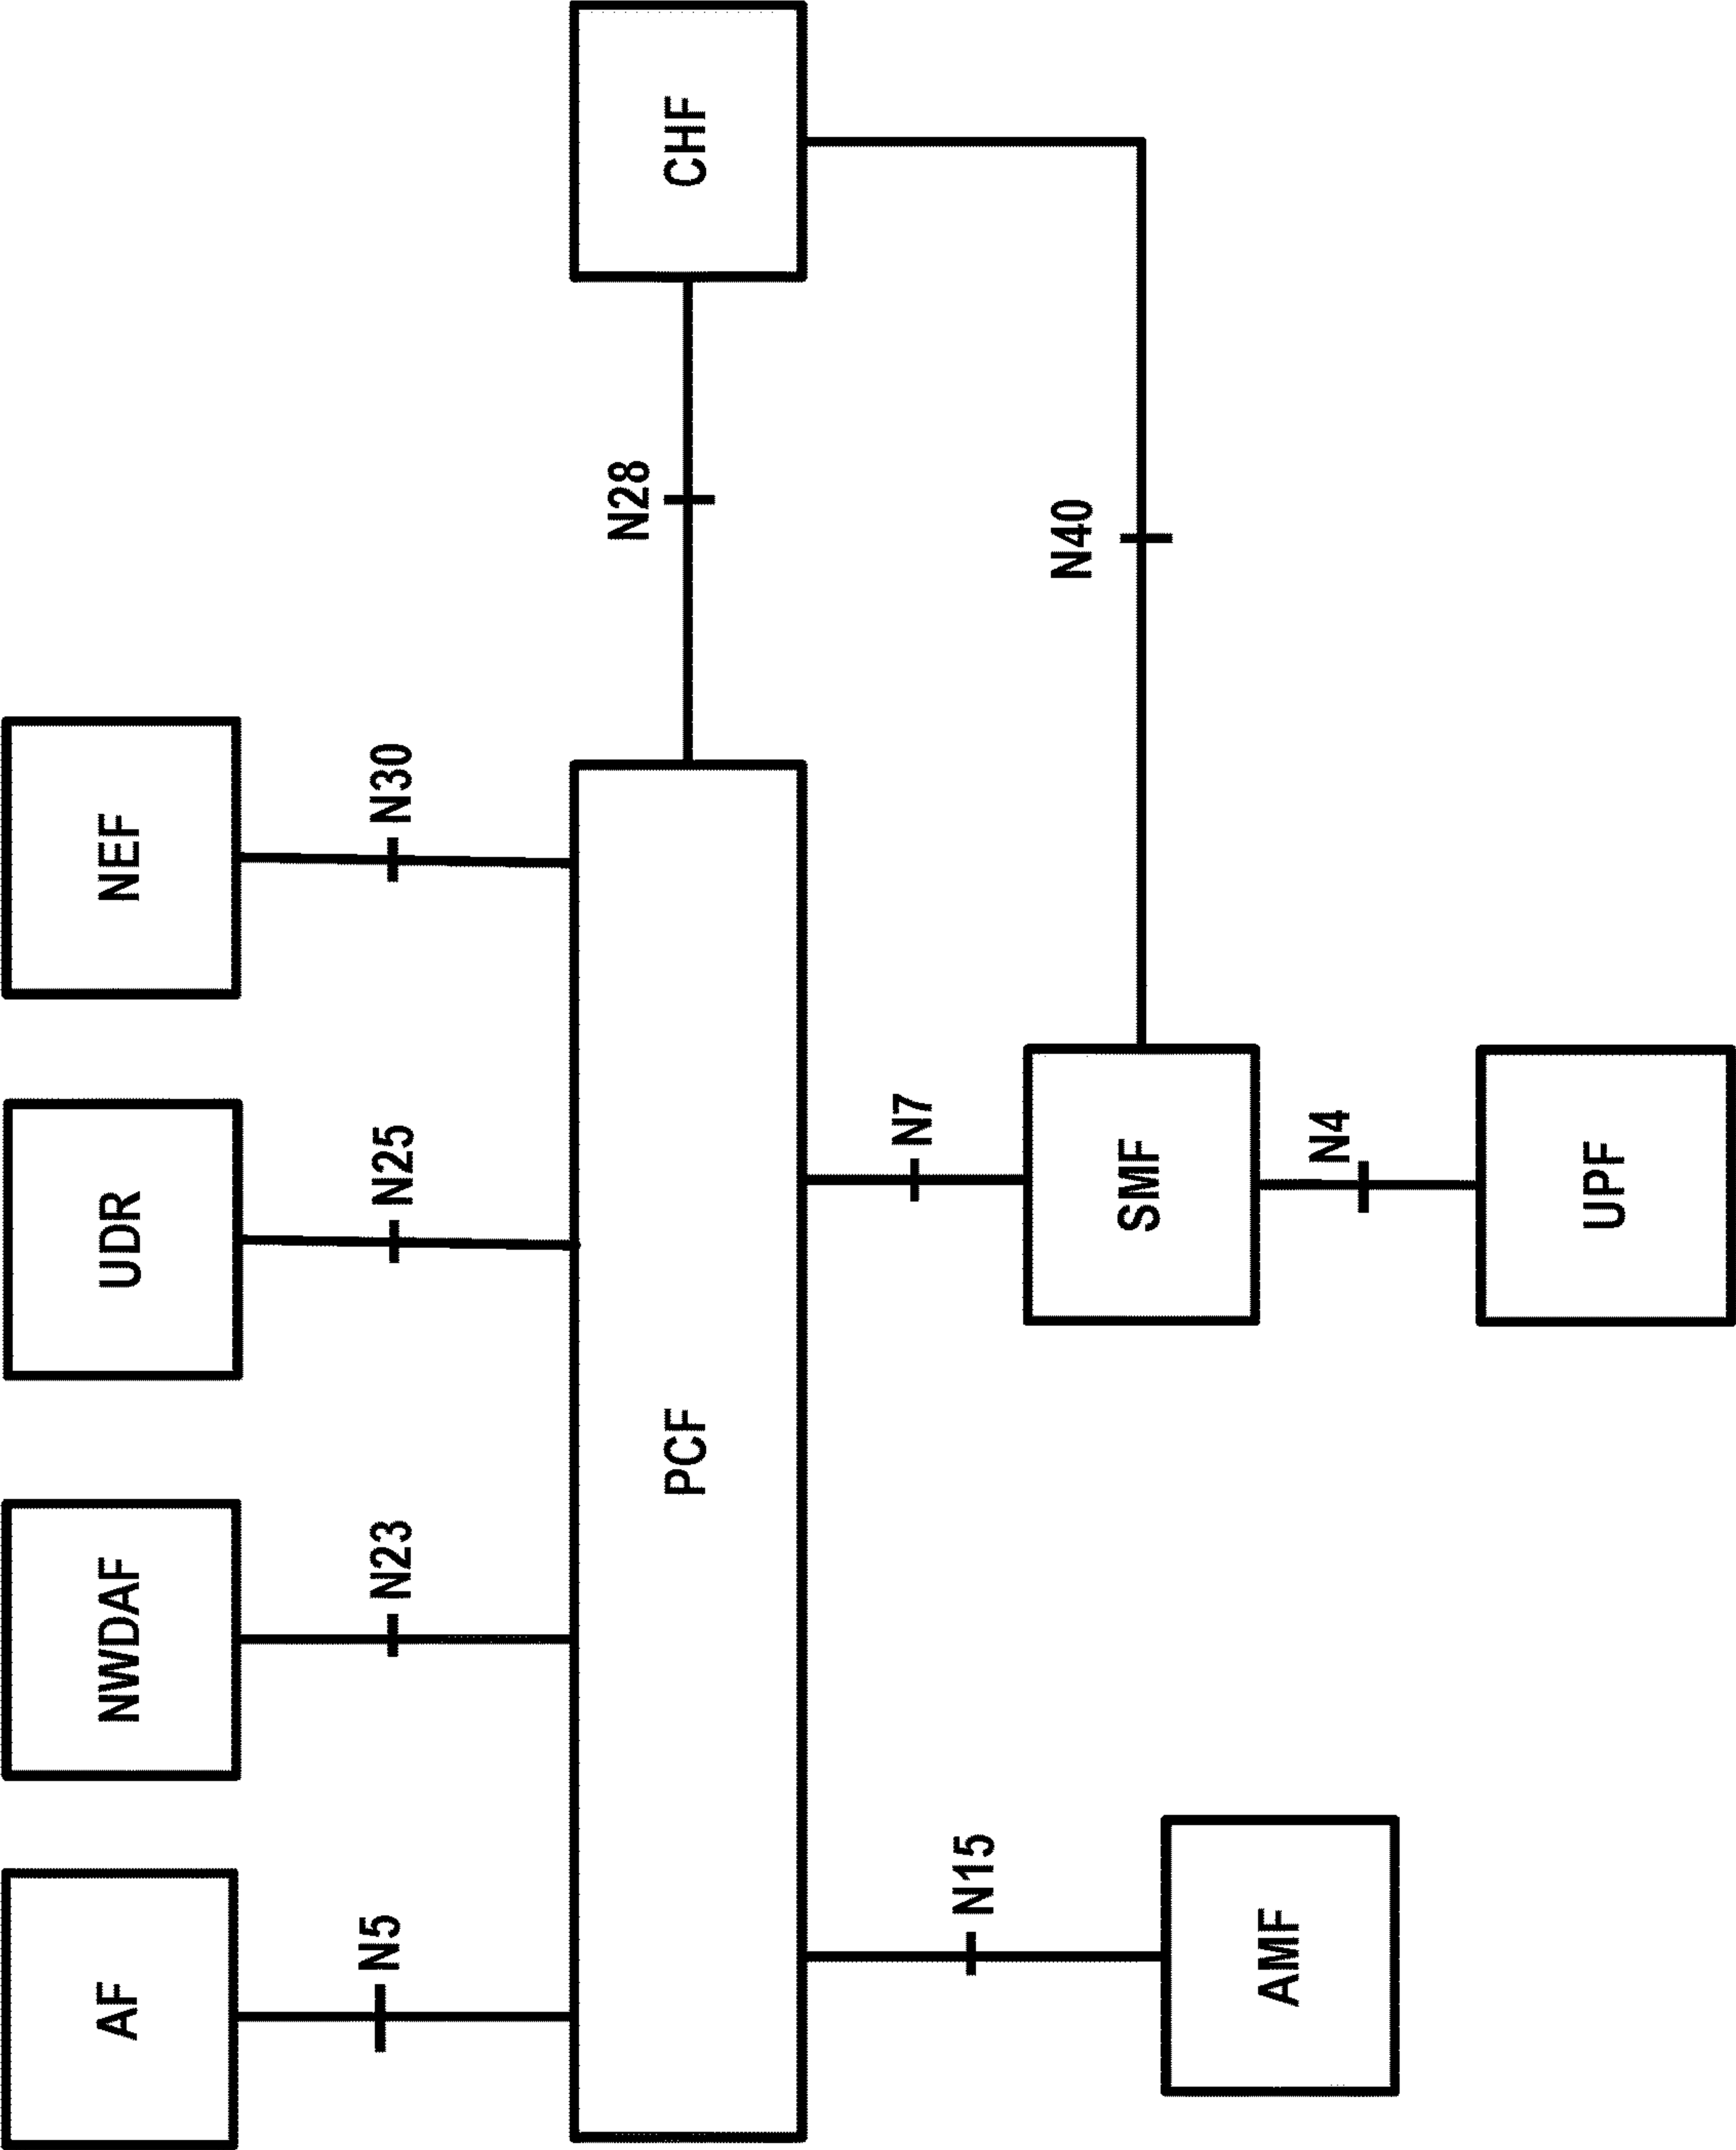 AF
NWDAF
UDR
NEF
N5
N23
N25
N30
PCF
N28
CHF
N15
N7
N40
AMF
SMF
N4
UPF